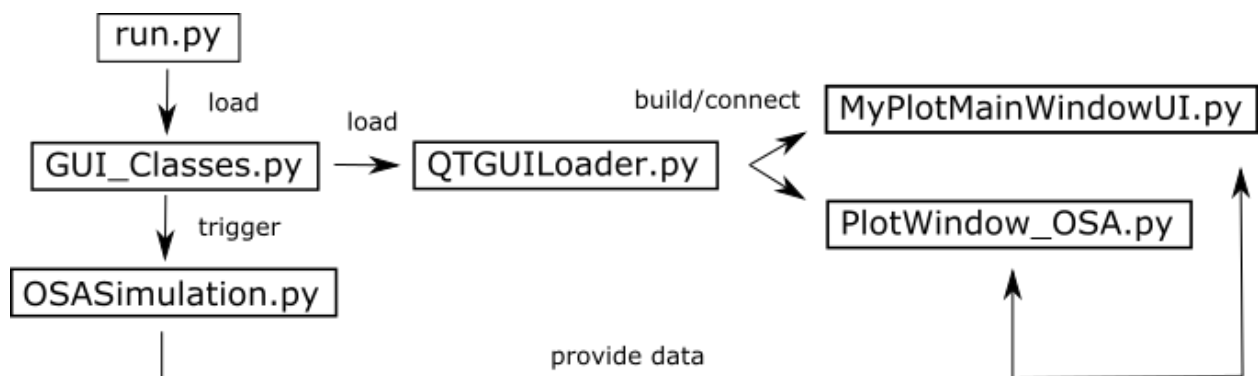 run.py
load
GUI_Classes.py
load
QTGUILoader.py
build/connect
MyPlotMainWindowUI.py
PlotWindow_OSA.py
trigger
OSASimulation.py
provide data